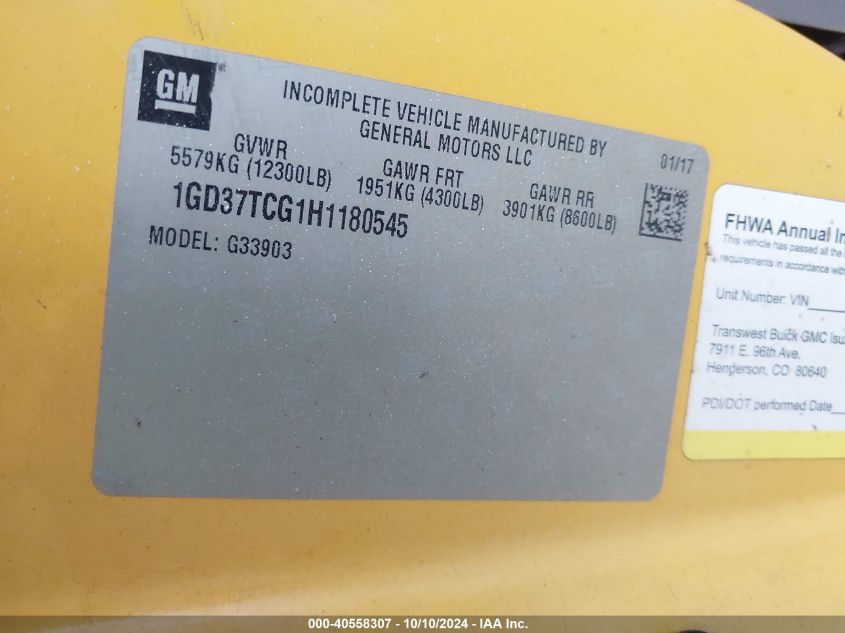 GM
INCOMPLETE VEHICLE MANUFACTURED BY
GENERAL MOTORS LLC
01/17
GVWR
5579KG (12300LB)
GAWR FRT
1951KG (4300LB)
GAWR RR
3901KG (8600LB)
1GD37TCG1H1180545
MODEL: G33903
FHWA Annual In
This vehicle has passed all the
requirements in accordance with
Unit Number: VIN
Transwest Buick GMC Isuz
7911 E. 96th Ave.
Henderson, CO 80640
PDI/DOT performed Date
000-40558307 - 10/10/2024 - IAA Inc.